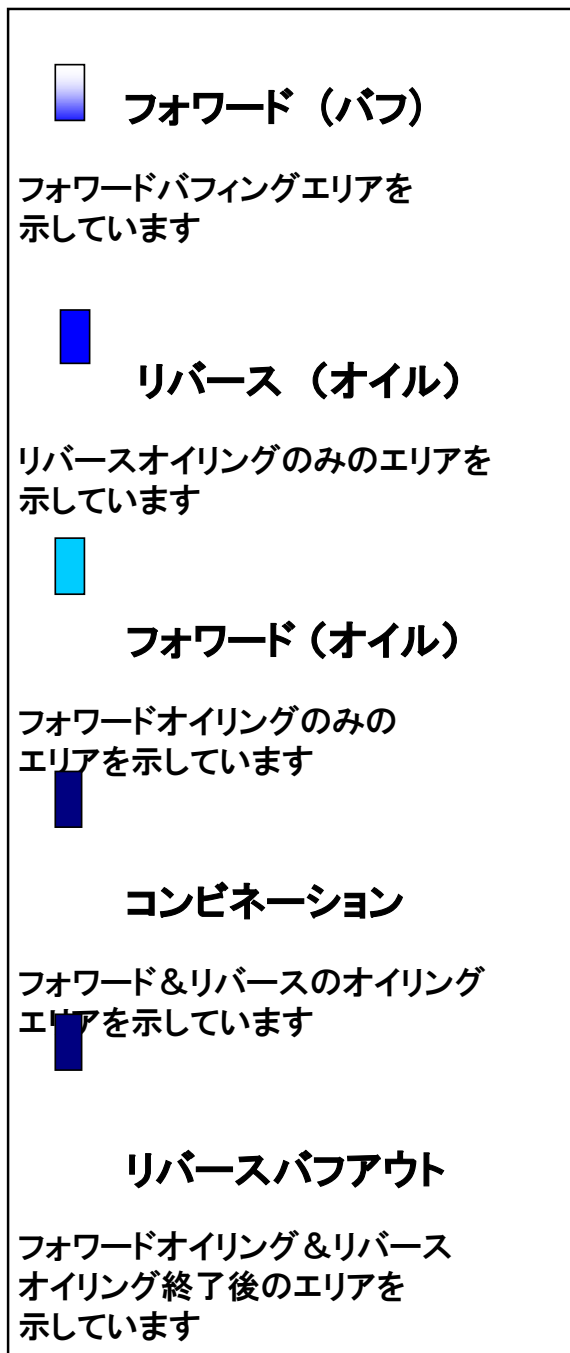 フォワード （バフ）
フォワードバフィングエリアを
示しています
リバース （オイル）
リバースオイリングのみのエリアを
示しています
フォワード（オイル）
フォワードオイリングのみの
エリアを示しています
コンビネーション
フォワード＆リバースのオイリング
エリアを示しています
リバースバフアウト
フォワードオイリング＆リバース
オイリング終了後のエリアを
示しています